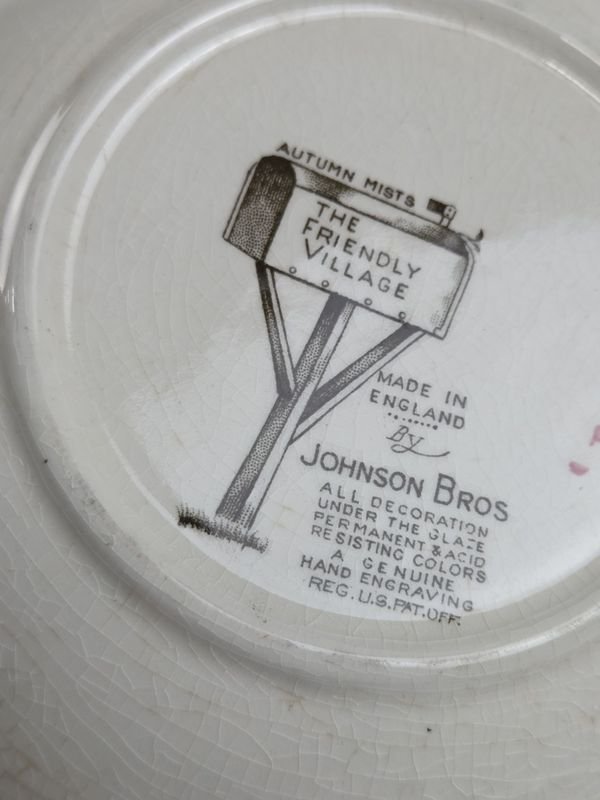 AUTUMN MISTS
THE
FRIENDLY
VILLAGE
MADE IN
ENGLAND
By
JOHNSON BROS
ALL DECORATION
UNDER THE GLAZE
PERMANENT & ACID
RESISTING COLORS
A GENUINE
HAND ENGRAVING
REG. U.S. PAT. OFF.